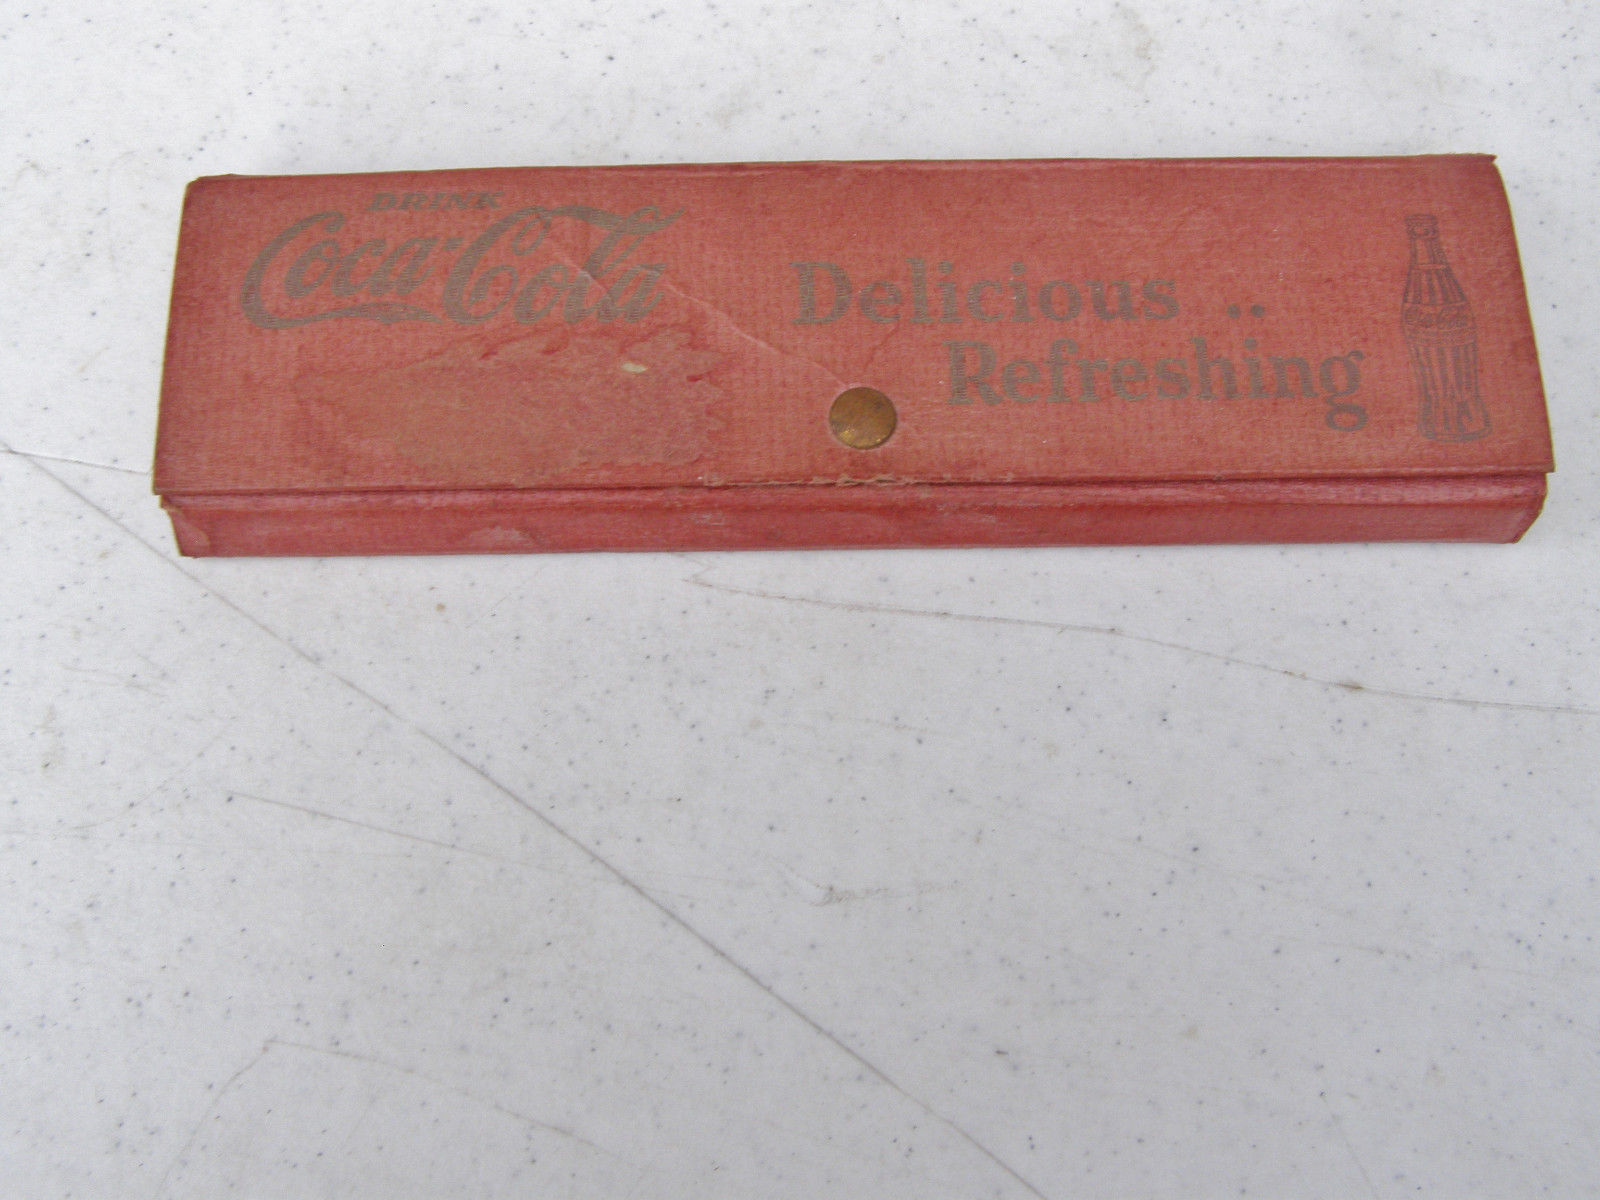 DRINK
Coca-Cola
Delicious ..
Refreshing